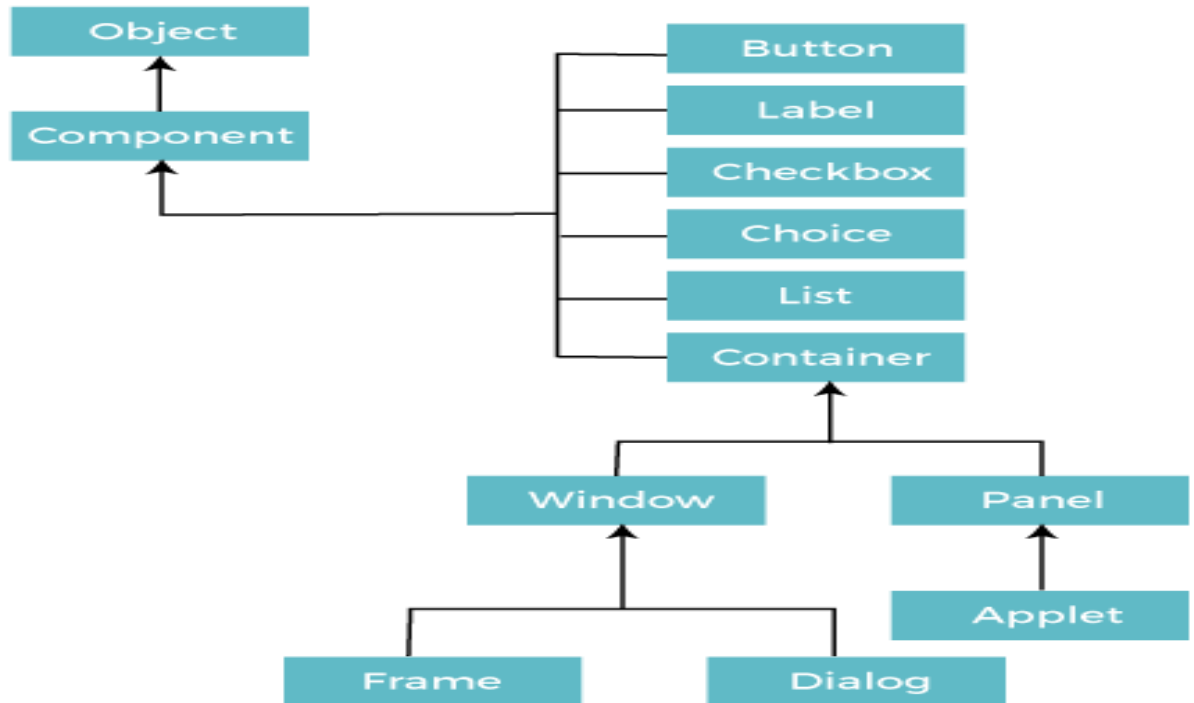 Object
Component
Button
Label
Checkbox
Choice
List
Container
Window
Panel
Applet
Frame
Dialog